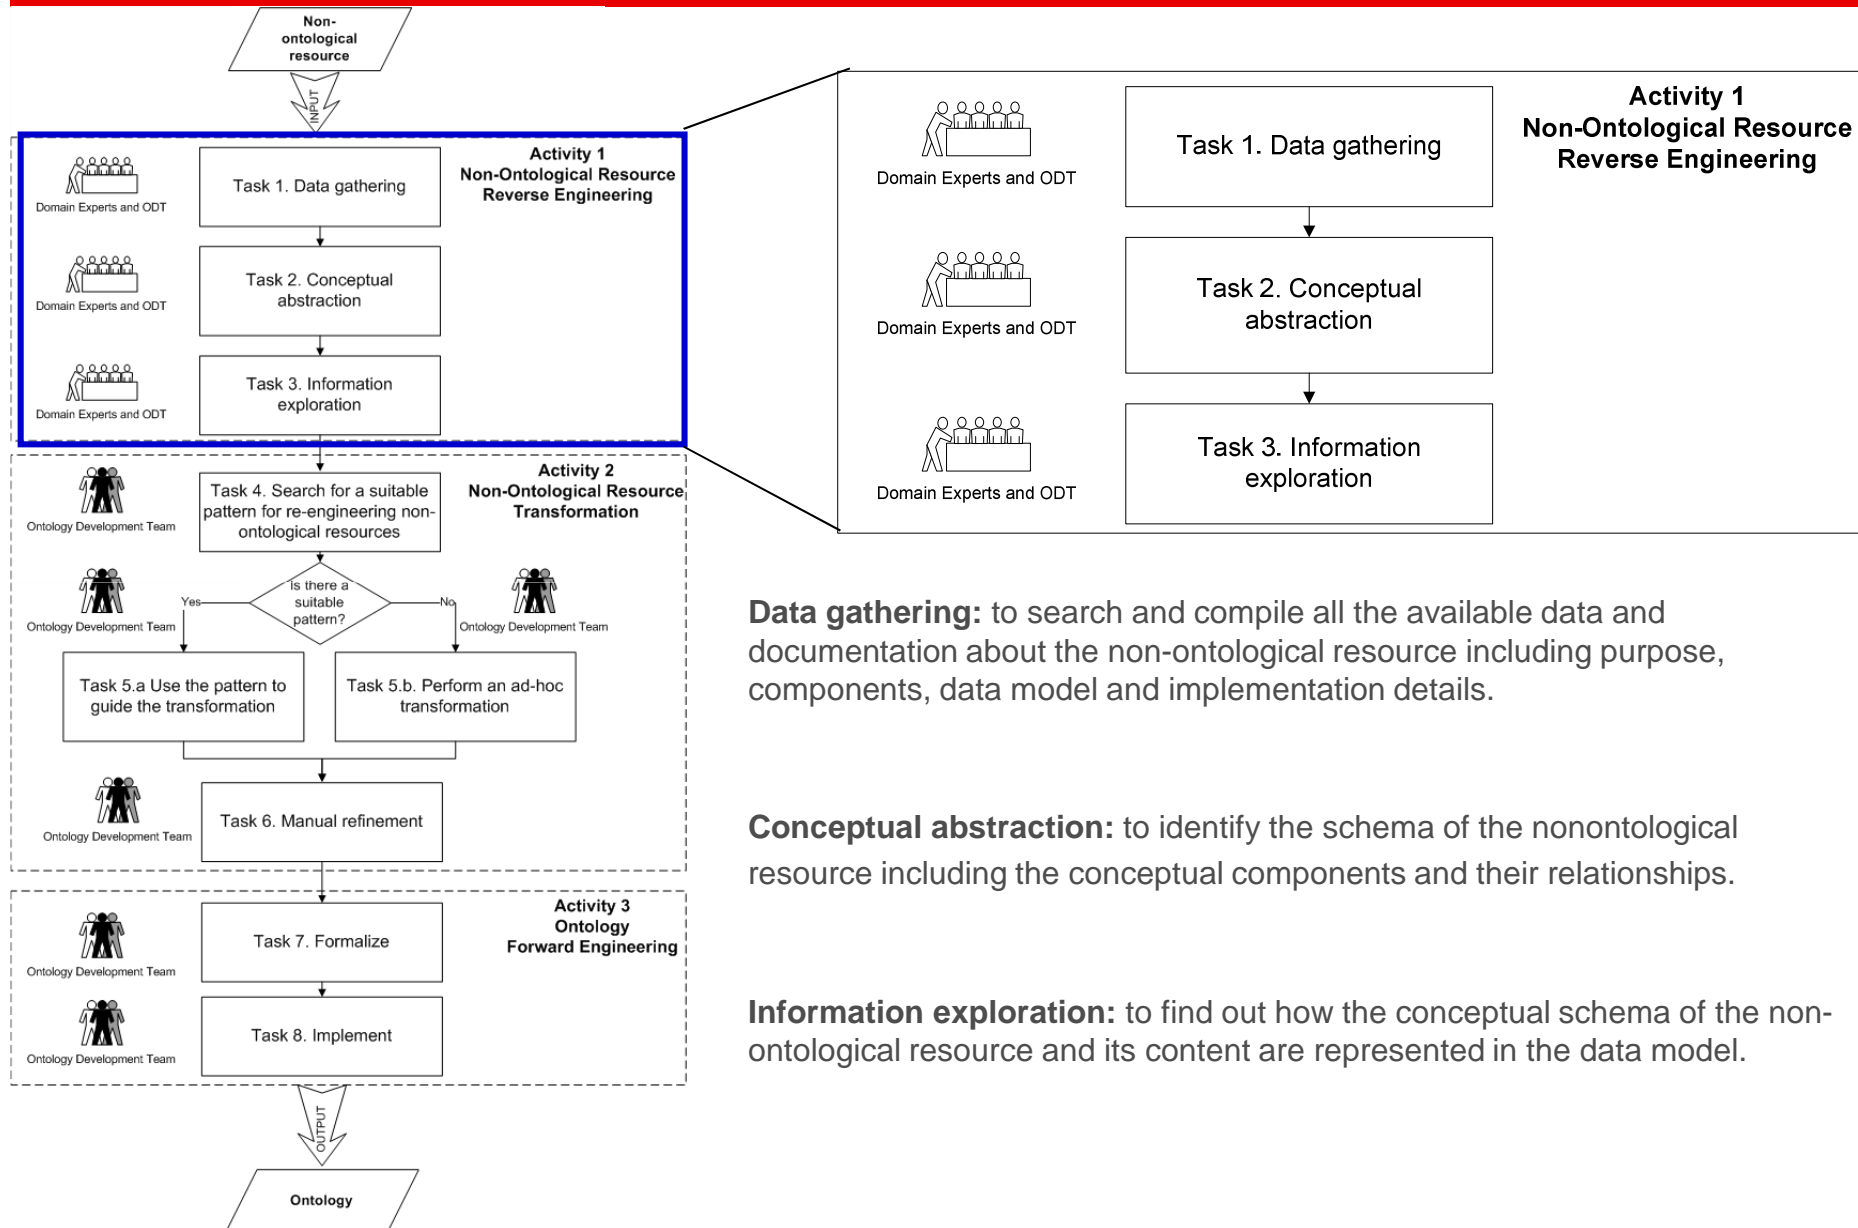 Non-
ontological
resource
INPUT
Activity 1
Non-Ontological Resource
Reverse Engineering
Task 1. Data gathering
Domain Experts and ODT
Task 2. Conceptual
abstraction
Domain Experts and ODT
Task 3. Information
exploration
Domain Experts and ODT
Activity 2
Non-Ontological Resource
Transformation
Task 4. Search for a suitable
pattern for re-engineering non-
ontological resources
Ontology Development Team
is there a
suitable
pattern?
Yes
No
Ontology Development Team
Ontology Development Team
Task 5.a Use the pattern to
guide the transformation
Task 5.b. Perform an ad-hoc
transformation
Task 6. Manual refinement
Ontology Development Team
Activity 3
Ontology
Forward Engineering
Task 7. Formalize
Ontology Development Team
Task 8. Implement
Ontology Development Team
OUTPUT
Ontology
Activity 1
Non-Ontological Resource
Reverse Engineering
Task 1. Data gathering
Domain Experts and ODT
Task 2. Conceptual
abstraction
Domain Experts and ODT
Task 3. Information
exploration
Domain Experts and ODT
Data gathering: to search and compile all the available data and
documentation about the non-ontological resource including purpose,
components, data model and implementation details.
Conceptual abstraction: to identify the schema of the nonontological
resource including the conceptual components and their relationships.
Information exploration: to find out how the conceptual schema of the non-
ontological resource and its content are represented in the data model.